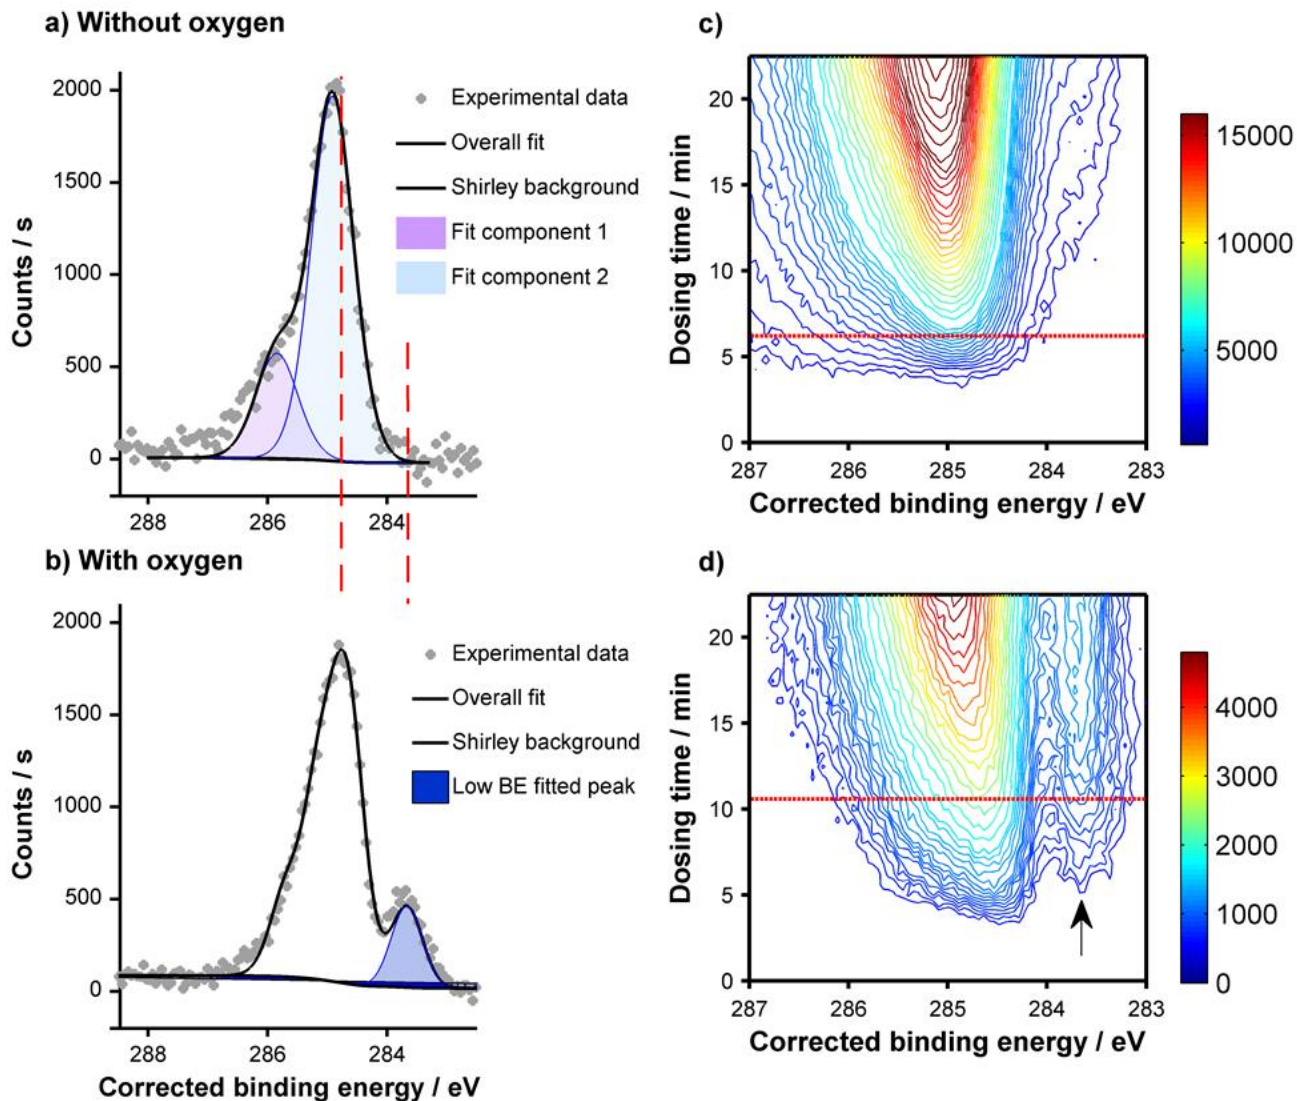 a) Without oxygen
2000
1500
1000
500
0
Counts / s
288
286
284
Experimental data
Overall fit
Shirley background
Fit component 1
Fit component 2
b) With oxygen
2000
1500
1000
500
0
Counts / s
288
286
284
Corrected binding energy / eV
Experimental data
Overall fit
Shirley background
Low BE fitted peak
c)
20
15
10
5
0
Dosing time / min
287
286
285
284
283
Corrected binding energy / eV
15000
10000
5000
d)
20
15
10
5
0
Dosing time / min
287
286
285
284
283
Corrected binding energy / eV
4000
3000
2000
1000
0